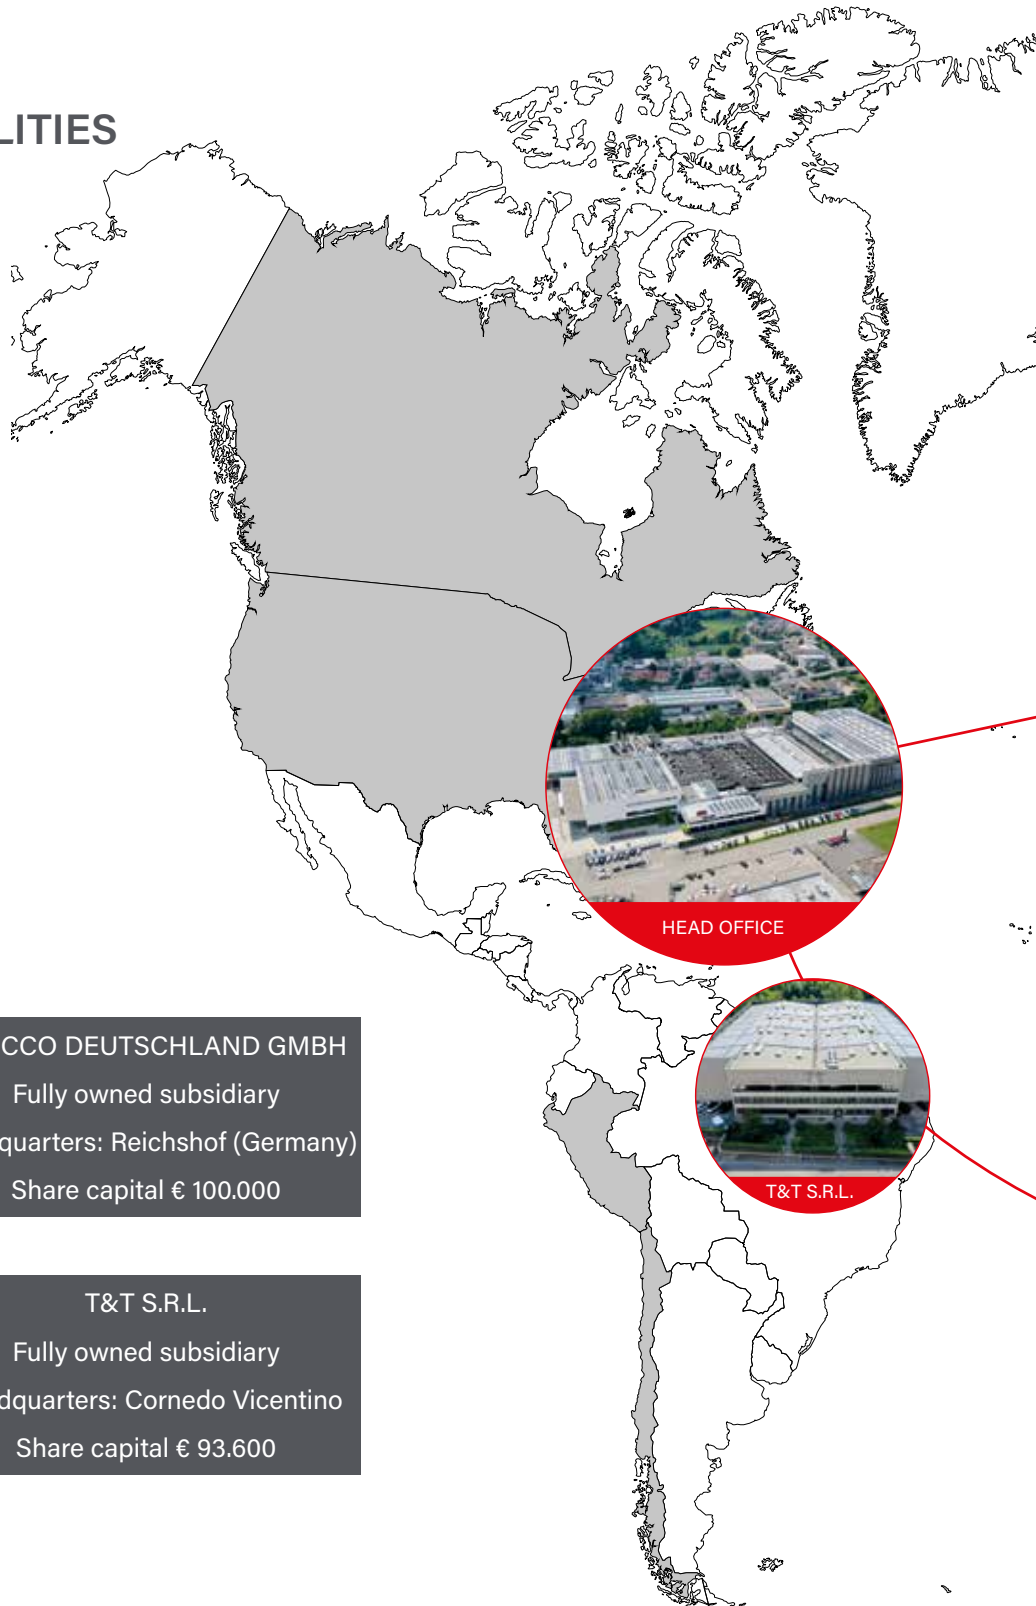 LITIES
HEAD OFFICE
T&T S.R.L.
CCO DEUTSCHLAND GMBH
Fully owned subsidiary
quarters: Reichshof (Germany)
Share capital € 100.000
T&T S.R.L.
Fully owned subsidiary
dquarters: Cornedo Vicentino
Share capital € 93.600